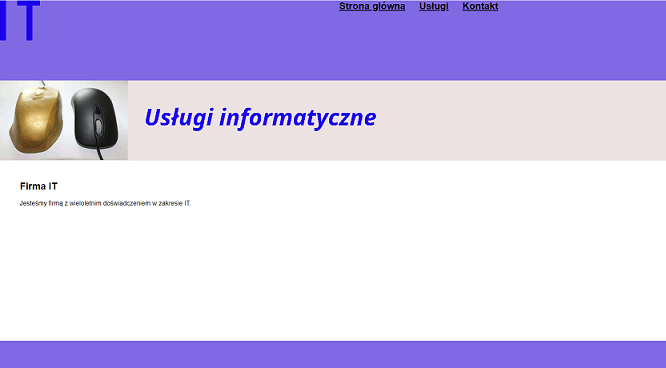 IT
Strona główna Usługi Kontakt
Usługi informatyczne
Firma IT
Jesteśmy firmą z wieloletnim doświadczeniem w zakresie IT.